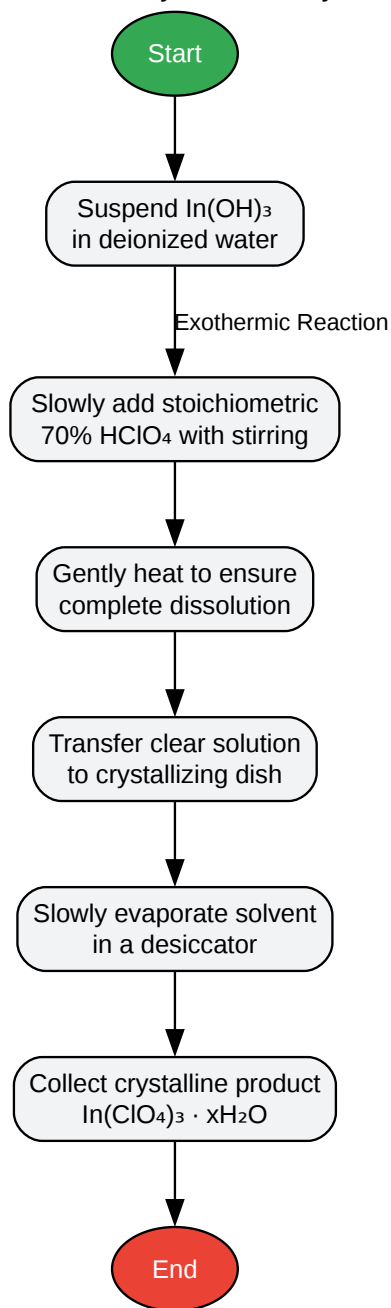 Start
Suspend In(OH)₃
in deionized water
Exothermic Reaction
Slowly add stoichiometric
70% HClO₄ with stirring
Gently heat to ensure
complete dissolution
Transfer clear solution
to crystallizing dish
Slowly evaporate solvent
in a desiccator
Collect crystalline product
In(ClO₄)₃ · xH₂O
End